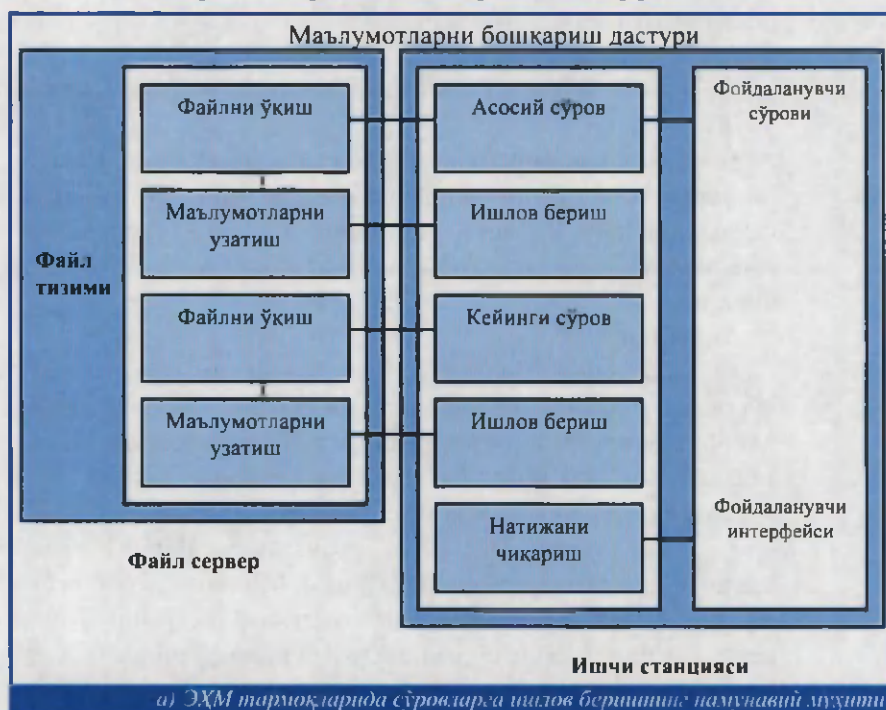 Маълумотларни бошқариш дастури
Файл
тизими
Файлни ўқиш
Маълумотларни
узатиш
Файлни ўқиш
Маълумотларни
узатиш
Файл сервер
Асосий сўров
Ишлов бериш
Кейинги сўров
Ишлов бериш
Натижани
чиқариш
Фойдаланувчи
сўрови
Фойдаланувчи
интерфейси
Ишчи станцияси
а) ЭҲМ тармоқларида сўровларга ишлов беришнинг намунавий муҳити